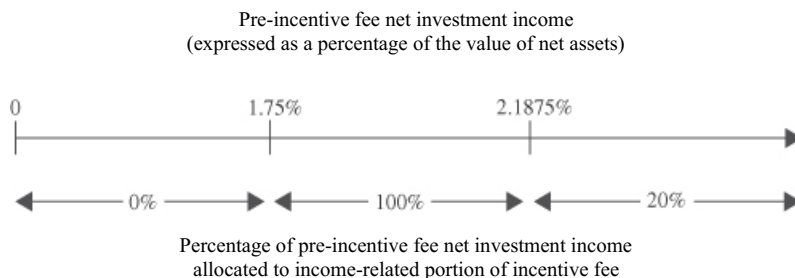 Pre-incentive fee net investment income
(expressed as a percentage of the value of net assets)
0 1.75% 2.1875%
0% 100% 20%
Percentage of pre-incentive fee net investment income
allocated to income-related portion of incentive fee